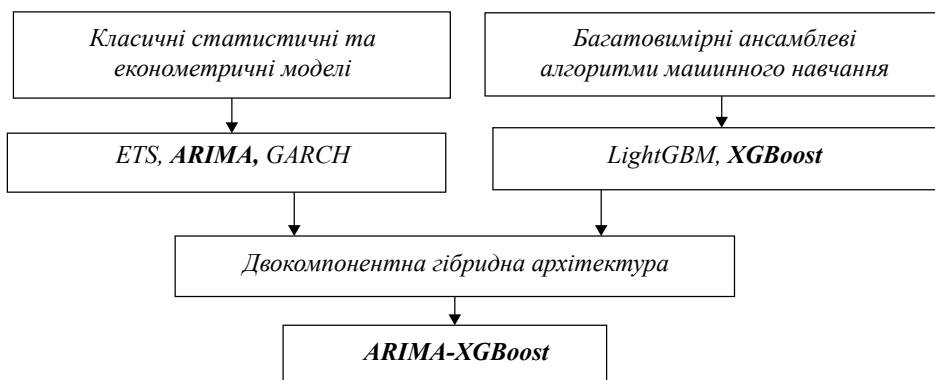 Класичні статистичні та
економетричні моделі
Багатовимірні ансамблеві
алгоритми машинного навчання
ETS, ARIMA, GARCH
LightGBM, XGBoost
Двокомпонентна гібридна архітектура
ARIMA-XGBoost